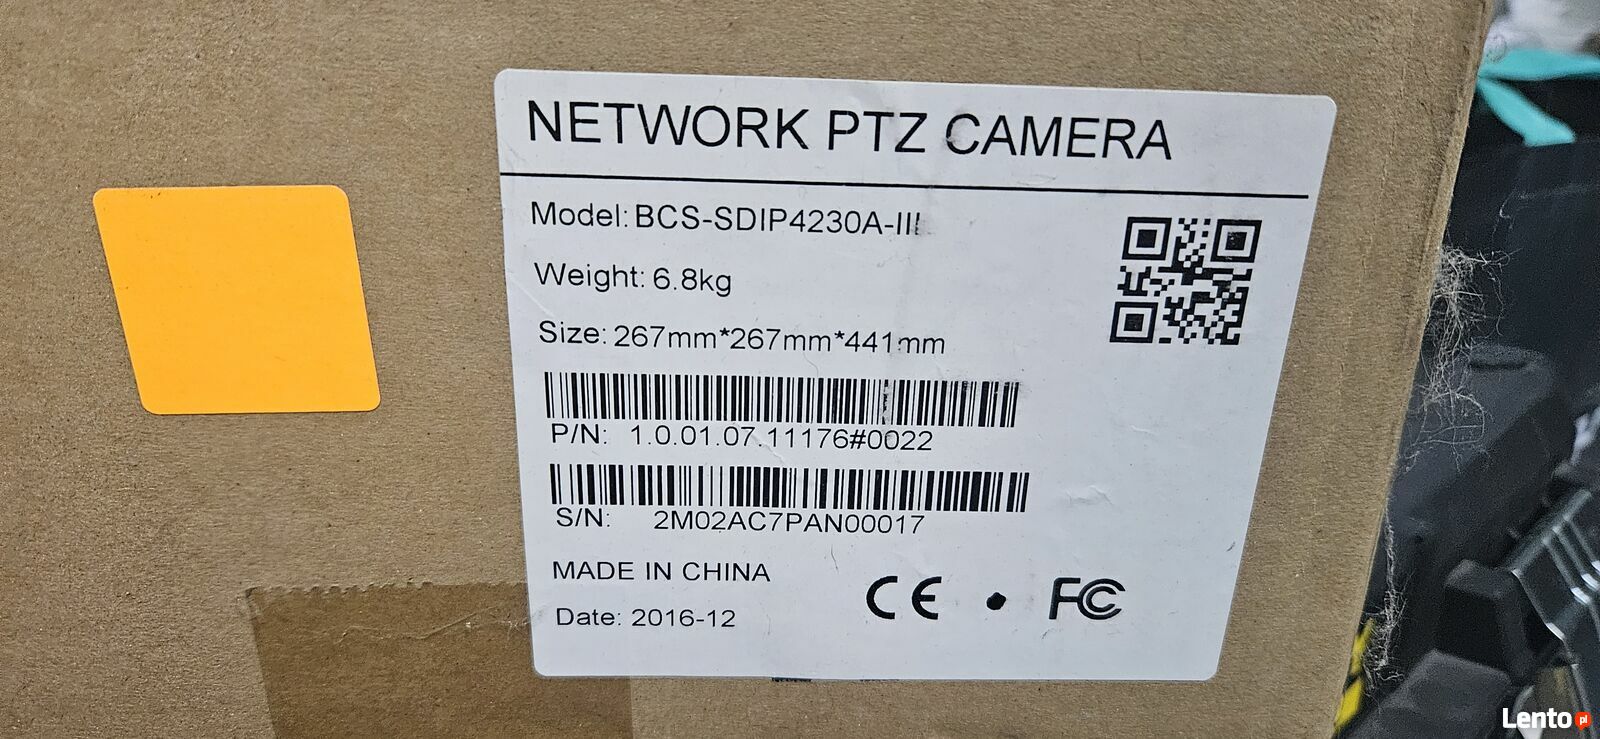 NETWORK PTZ CAMERA
Model: BCS-SDIP4230A-III
Weight: 6.8kg
Size: 267mm*267mm*441mm
P/N: 1.0.01.07.11176#0022
S/N: 2M02AC7PAN00017
MADE IN CHINA
Date: 2016-12
CE FC
Lento pl